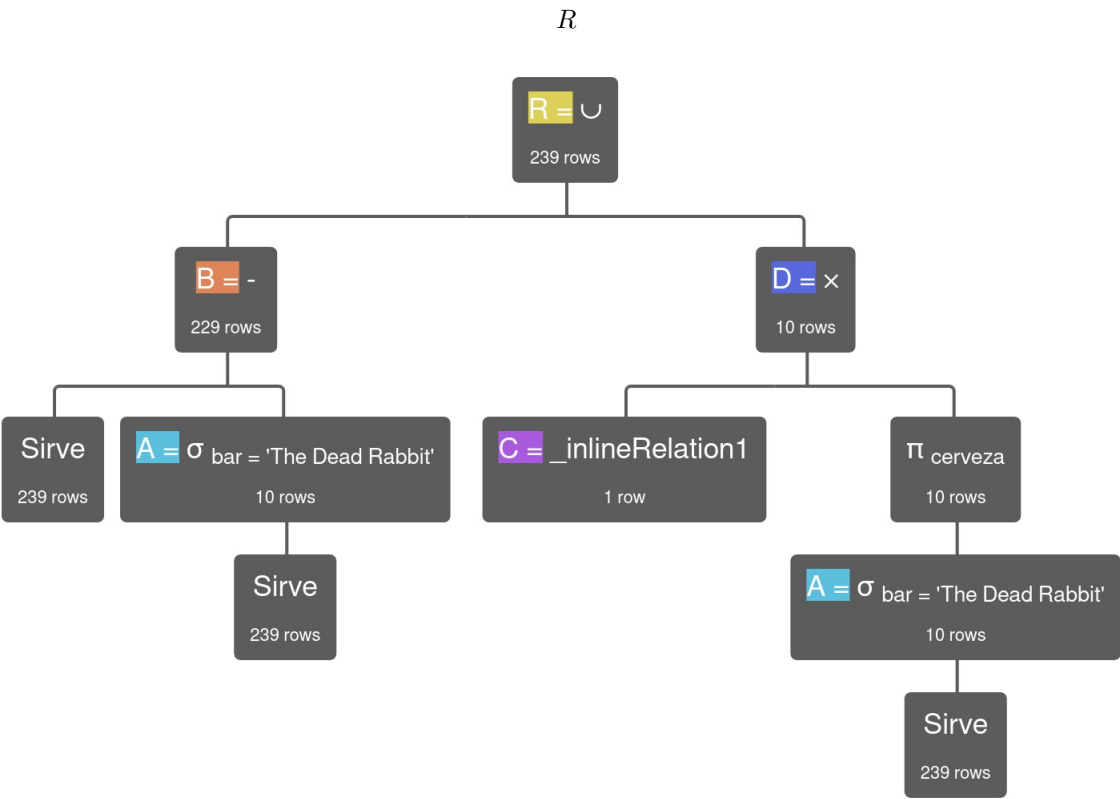 R
R = ∪
239 rows
B = -
229 rows
D = ×
10 rows
Sirve
239 rows
A = σ bar = 'The Dead Rabbit'
10 rows
C = _inlineRelation1
1 row
π cerveza
10 rows
Sirve
239 rows
A = σ bar = 'The Dead Rabbit'
10 rows
Sirve
239 rows